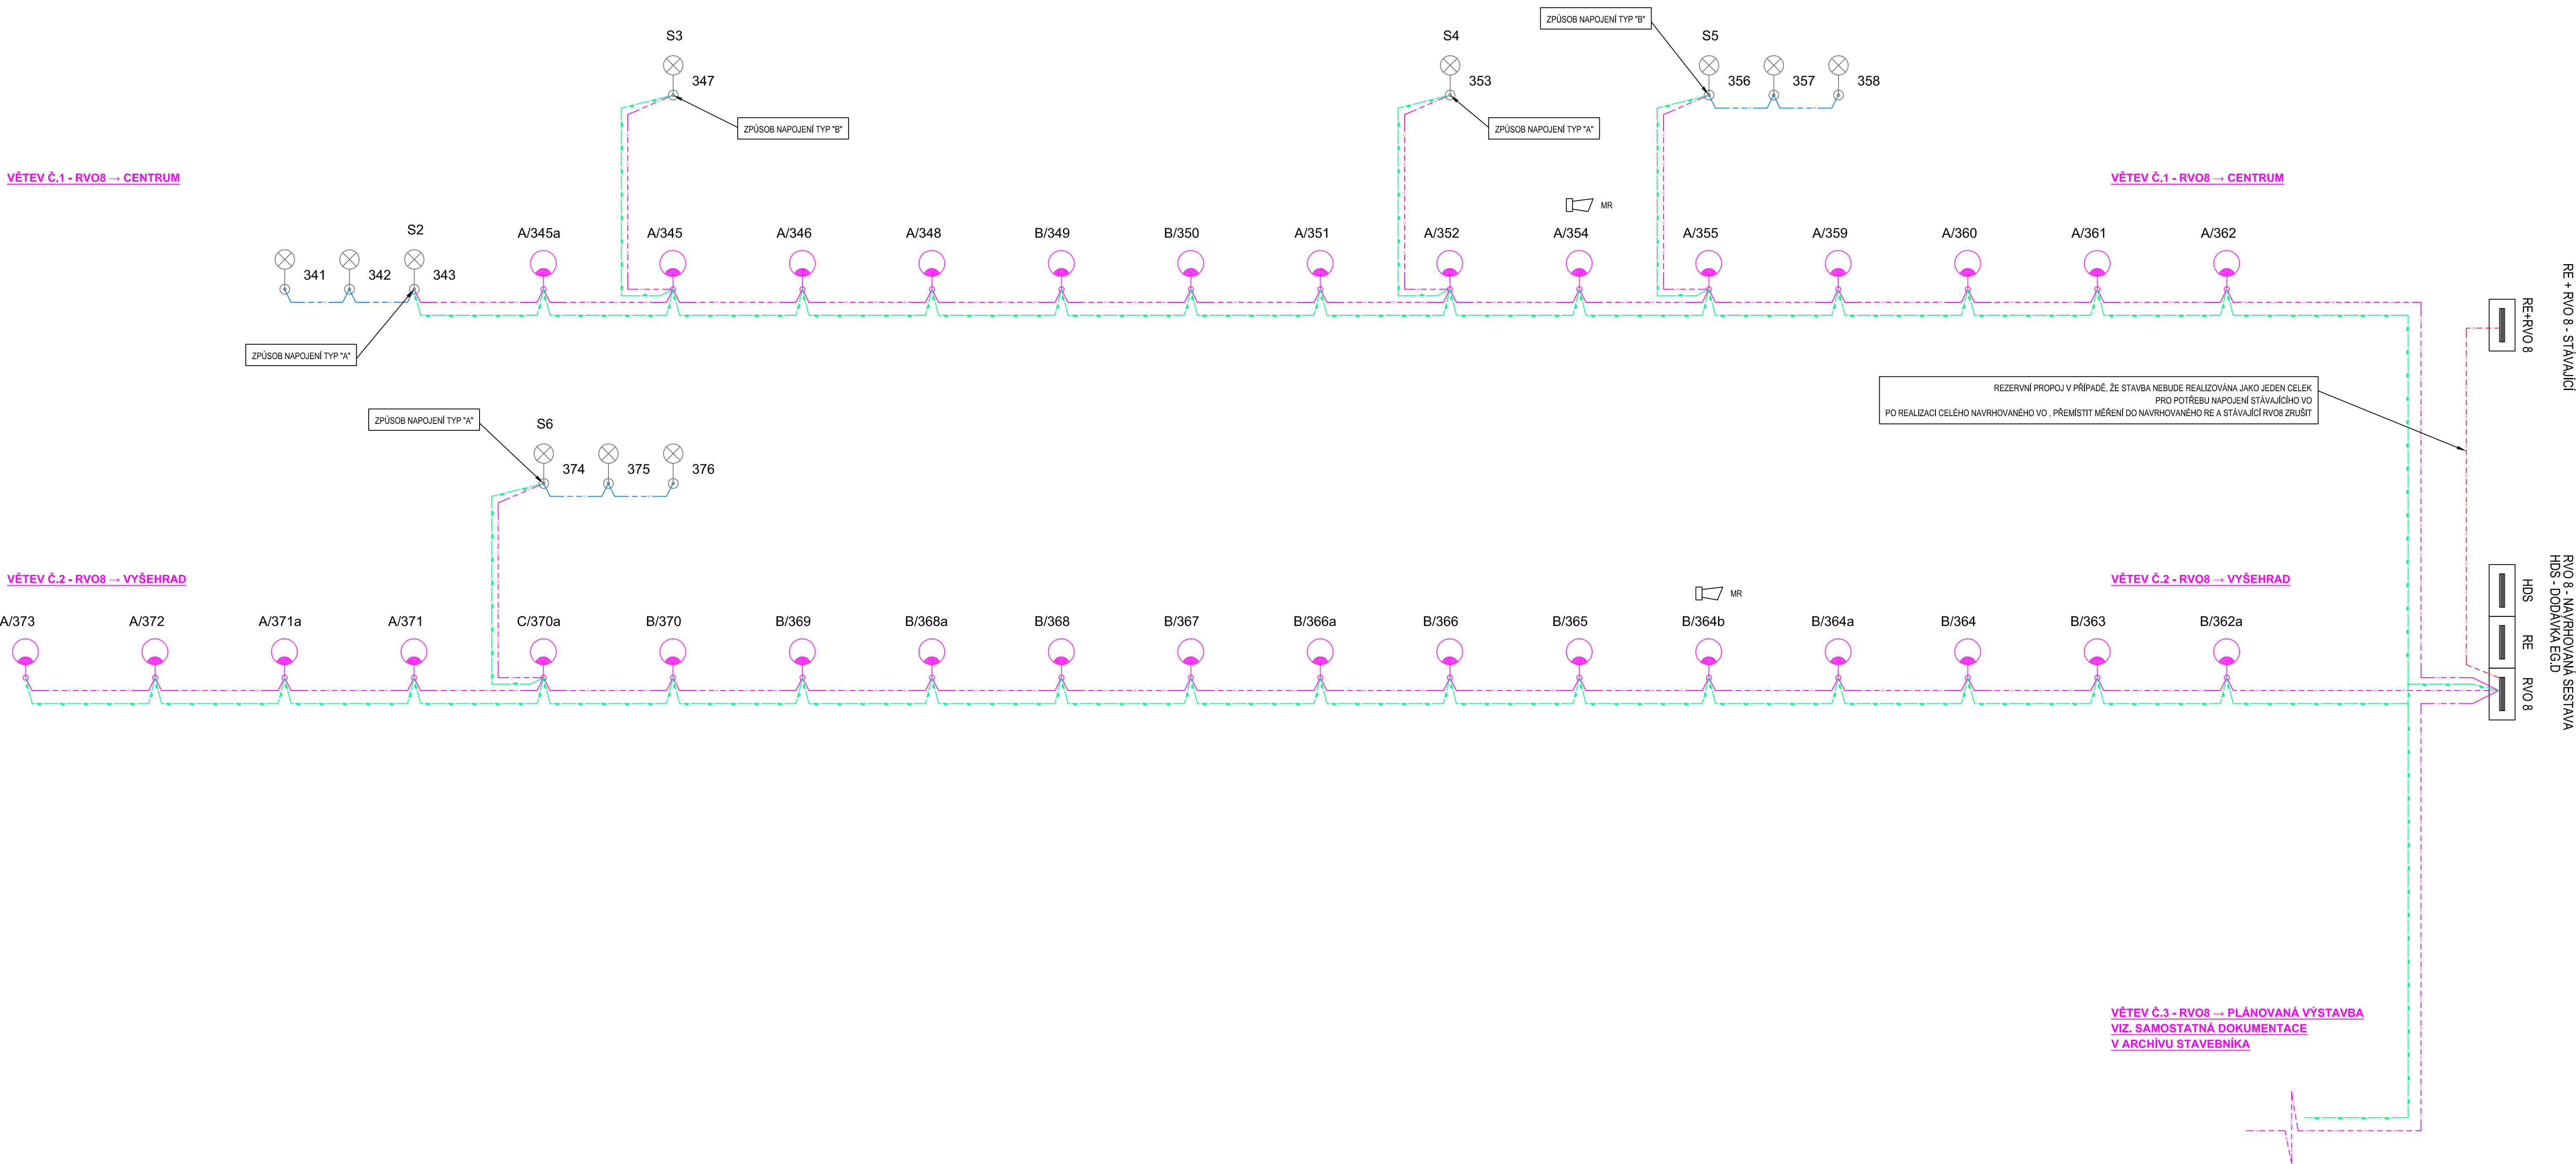 ZPŮSOB NAPOJENÍ TYP "B"
S3
S4
S5
347
353
356
357
358
ZPŮSOB NAPOJENÍ TYP "B"
ZPŮSOB NAPOJENÍ TYP "A"
VĚTEV Č.1 - RVO8 → CENTRUM
VĚTEV Č.1 - RVO8 → CENTRUM
MR
S2
A/345a
A/345
A/346
A/348
B/349
B/350
A/351
A/352
A/354
A/355
A/359
A/360
A/361
A/362
341
342
343
RE+RVO 8
RE + RVO 8 - STÁVAJÍCÍ
ZPŮSOB NAPOJENÍ TYP "A"
REZERVNÍ PROPOJ V PŘÍPADĚ, ŽE STAVBA NEBUDE REALIZOVÁNA JAKO JEDEN CELEK
PRO POTŘEBU NAPOJENÍ STÁVAJÍCÍHO VO
PO REALIZACI CELÉHO NAVRHOVANÉHO VO , PŘEMÍSTIT MĚŘENÍ DO NAVRHOVANÉHO RE A STÁVAJÍCÍ RVO8 ZRUŠIT
ZPŮSOB NAPOJENÍ TYP "A"
S6
374
375
376
VĚTEV Č.2 - RVO8 → VYŠEHRAD
VĚTEV Č.2 - RVO8 → VYŠEHRAD
MR
A/373
A/372
A/371a
A/371
C/370a
B/370
B/369
B/368a
B/368
B/367
B/366a
B/366
B/365
B/364b
B/364a
B/364
B/363
B/362a
HDS
RE
RVO 8
RVO 8 - NAVRHOVANÁ SESTAVA
HDS - DODÁVKA EG.D
VĚTEV Č.3 - RVO8 → PLÁNOVANÁ VÝSTAVBA
VIZ. SAMOSTATNÁ DOKUMENTACE
V ARCHÍVU STAVEBNÍKA